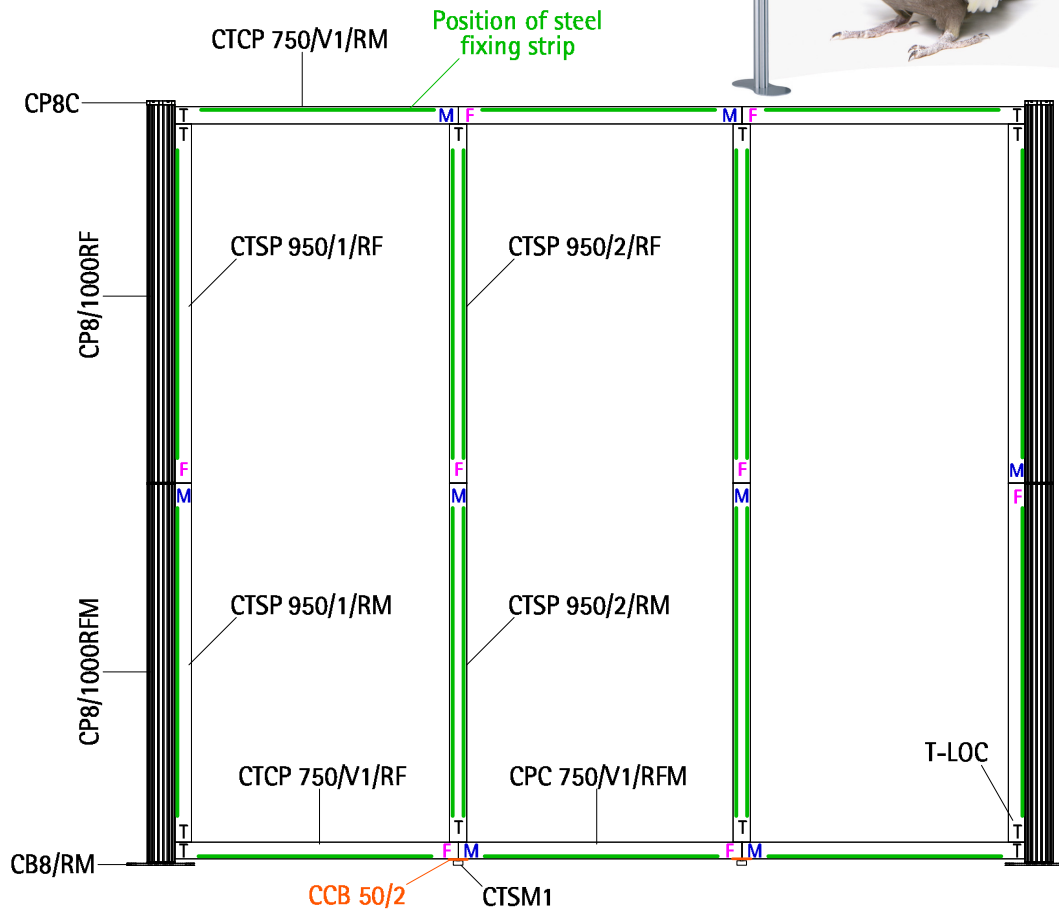 Position of steel
fixing strip
CTCP 750/V1/RM
CP8C
T M F M F T
T T T T
CTSP 950/1/RF
CTSP 950/2/RF
CP8/1000RF
F F F M
M M M F
CTSP 950/1/RM
CTSP 950/2/RM
CP8/1000RFM
T-LOC
CTCP 750/V1/RF
CPC 750/V1/RFM
T T T T
T F M F M T
CB8/RM
CCB 50/2
CTSM1